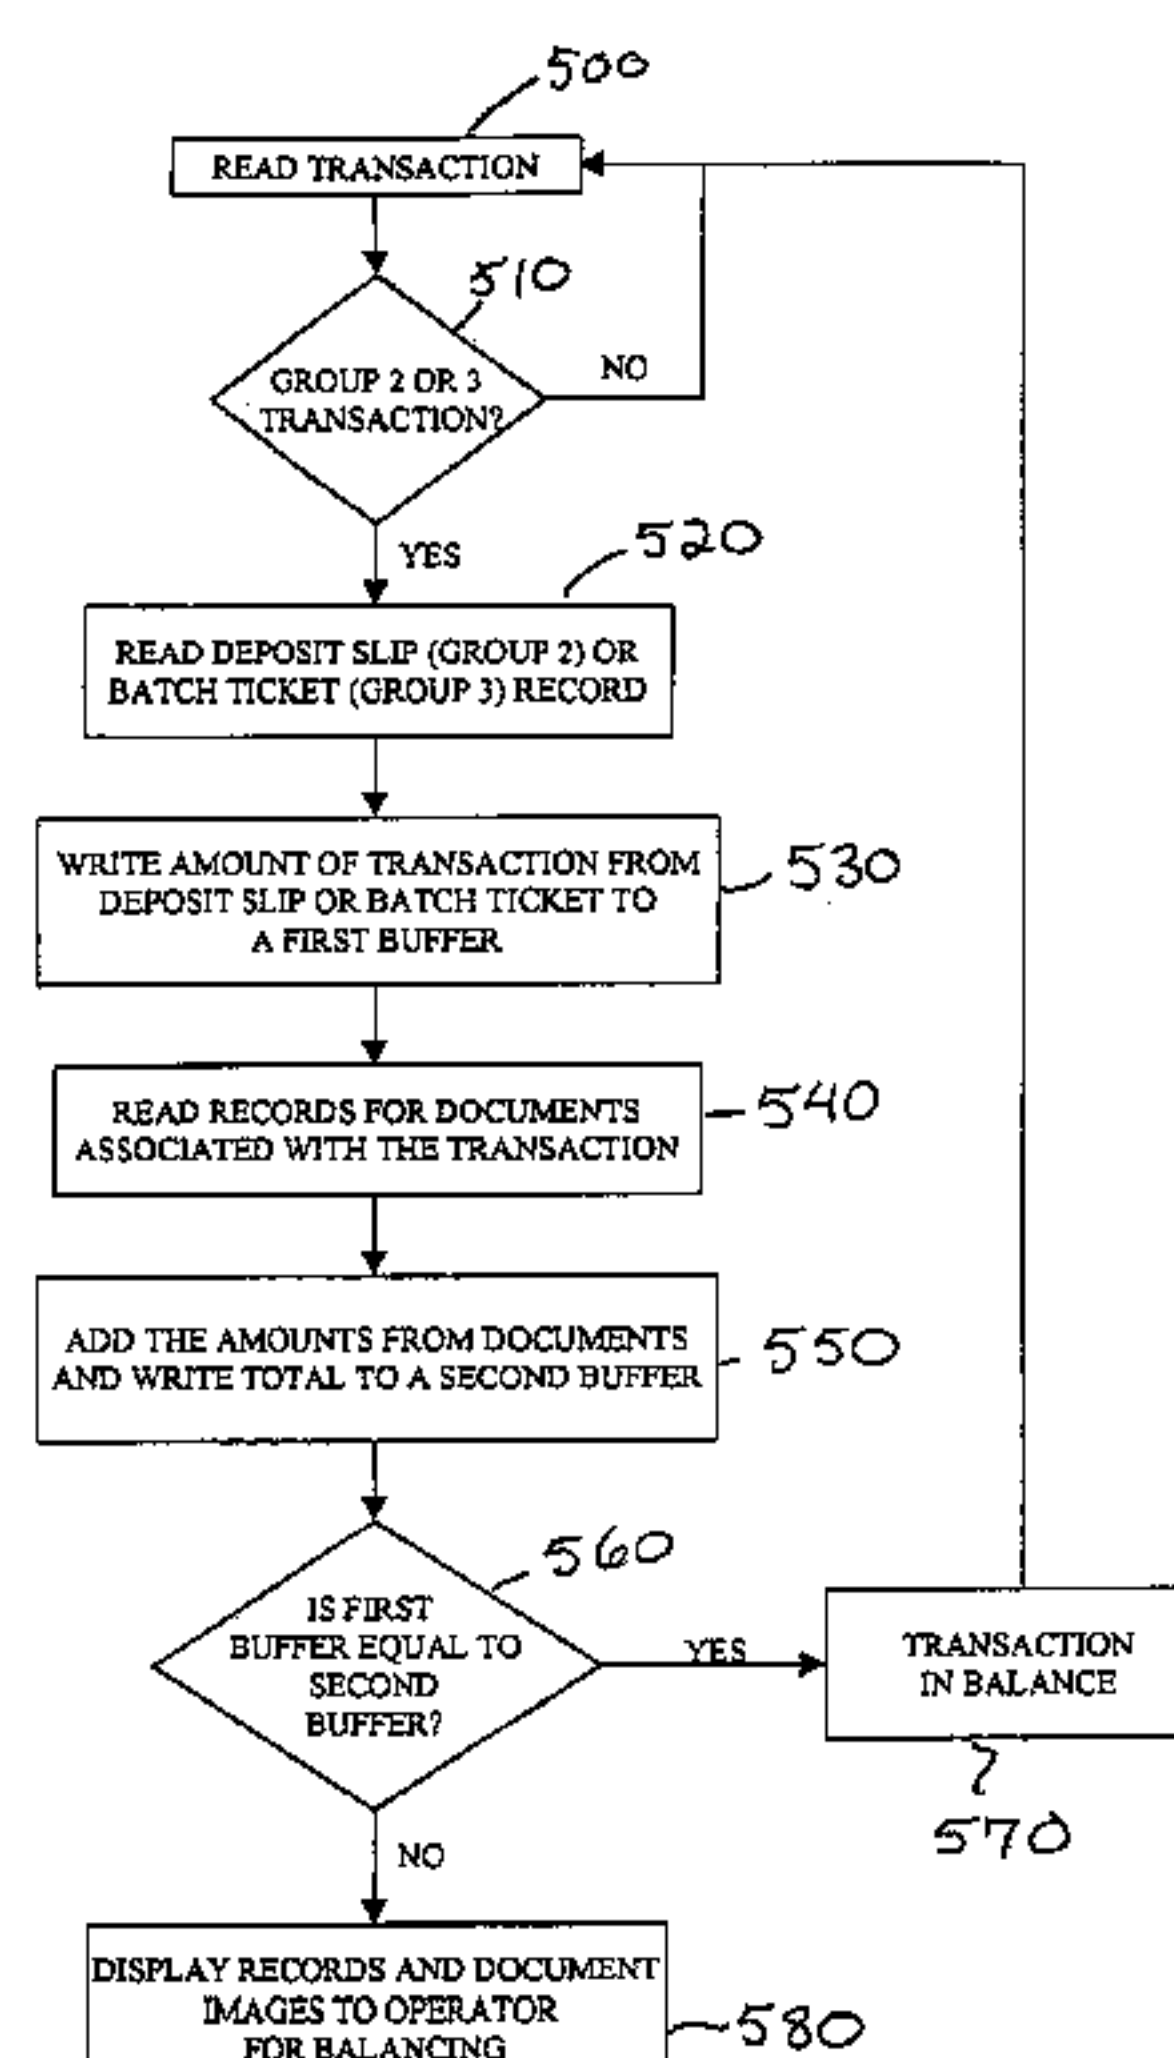 500
READ TRANSACTION
510
GROUP 2 OR 3
TRANSACTION?
NO
YES
520
READ DEPOSIT SLIP (GROUP 2) OR
BATCH TICKET (GROUP 3) RECORD
WRITE AMOUNT OF TRANSACTION FROM
DEPOSIT SLIP OR BATCH TICKET TO
A FIRST BUFFER
530
READ RECORDS FOR DOCUMENTS
ASSOCIATED WITH THE TRANSACTION
540
ADD THE AMOUNTS FROM DOCUMENTS
AND WRITE TOTAL TO A SECOND BUFFER
550
560
IS FIRST
BUFFER EQUAL TO
SECOND
BUFFER?
YES
TRANSACTION
IN BALANCE
570
NO
DISPLAY RECORDS AND DOCUMENT
IMAGES TO OPERATOR
FOR BALANCING
580